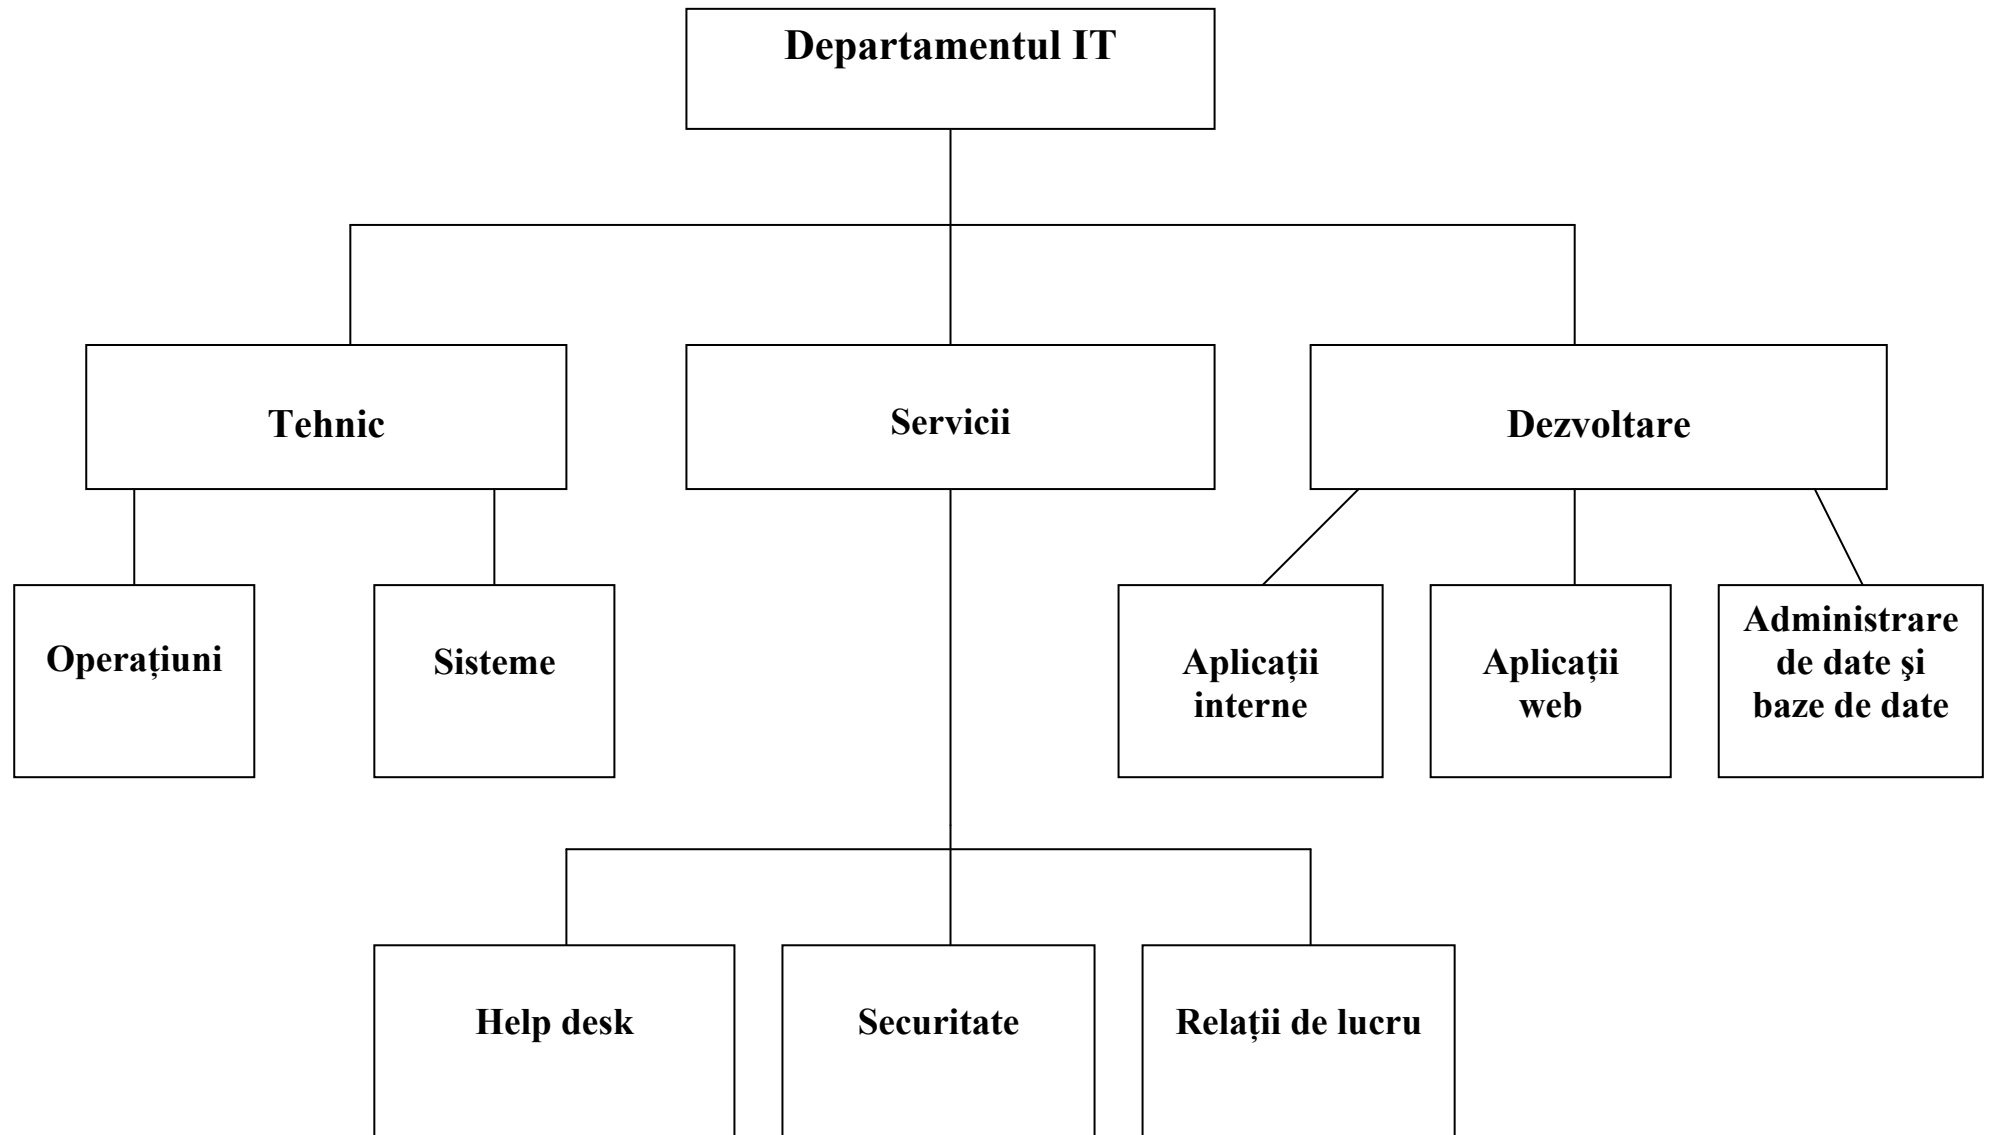 Departamentul IT
Tehnic
Servicii
Dezvoltare
Operațiuni
Sisteme
Aplicații
interne
Aplicații
web
Administrare
de date şi
baze de date
Help desk
Securitate
Relații de lucru